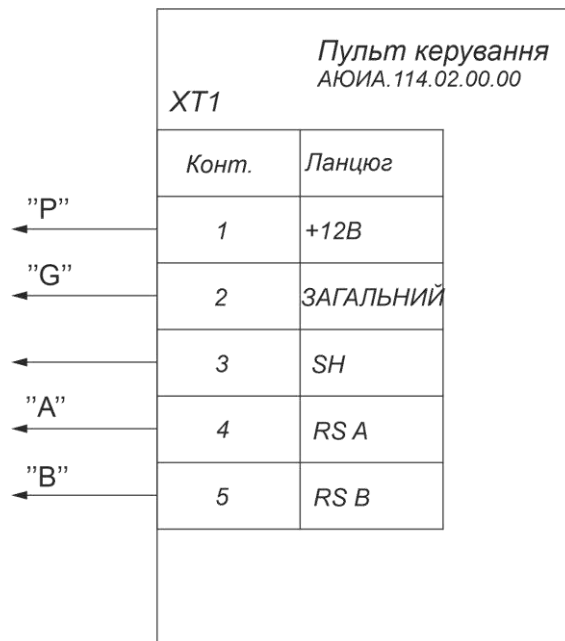 Пульт керування
АЮИА.114.02.00.00
XT1
Конт. Ланцюг
"P" 1 +12В
"G" 2 ЗАГАЛЬНИЙ
3 SH
"A" 4 RS A
"B" 5 RS B